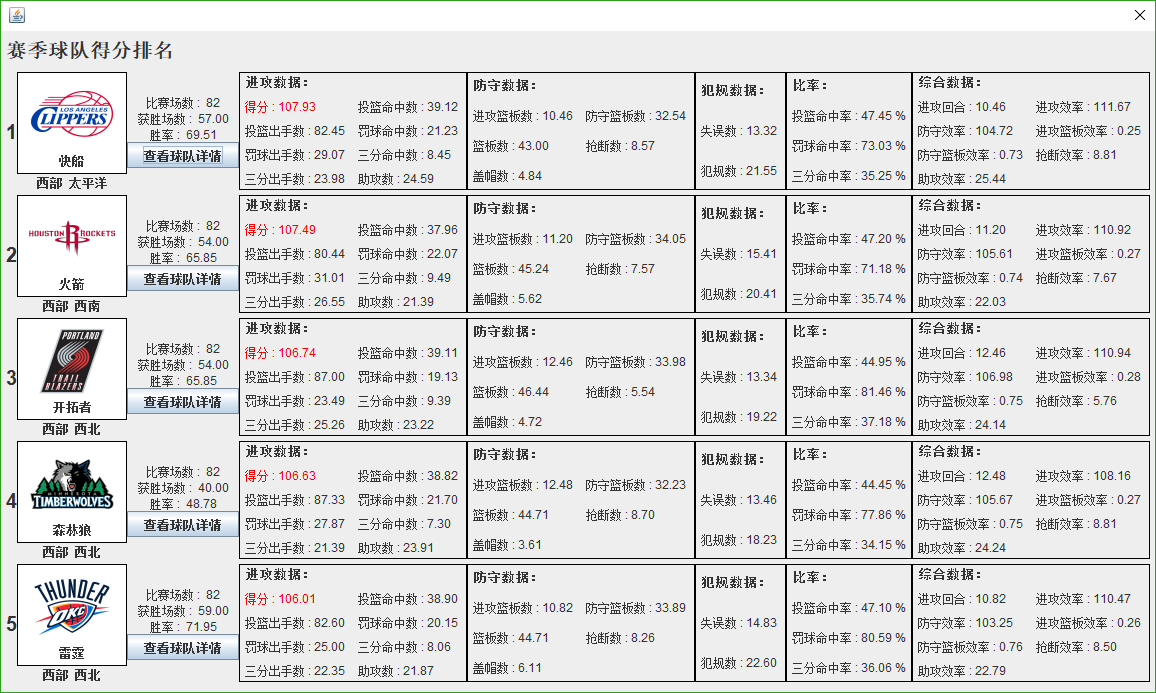 赛季球队得分排名
1
LOS ANGELES
CLIPPERS
快船
西部 太平洋
比赛场数 : 82
获胜场数 : 57.00
胜率 : 69.51
查看球队详情
进攻数据:
得分 : 107.93 投篮命中数 : 39.12
投篮出手数 : 82.45 罚球命中数 : 21.23
罚球出手数 : 29.07 三分命中数 : 8.45
三分出手数 : 23.98 助攻数 : 24.59
防守数据:
进攻篮板数 : 10.46 防守篮板数 : 32.54
篮板数 : 43.00 抢断数 : 8.57
盖帽数 : 4.84
犯规数据:
失误数 : 13.32
犯规数 : 21.55
比率:
投篮命中率 : 47.45 %
罚球命中率 : 73.03 %
三分命中率 : 35.25 %
综合数据:
进攻回合 : 10.46 进攻效率 : 111.67
防守效率 : 104.72 进攻篮板效率 : 0.25
防守篮板效率 : 0.73 抢断效率 : 8.81
助攻效率 : 25.44
2
HOUSTON R ROCKETS
火箭
西部 西南
比赛场数 : 82
获胜场数 : 54.00
胜率 : 65.85
查看球队详情
进攻数据:
得分 : 107.49 投篮命中数 : 37.96
投篮出手数 : 80.44 罚球命中数 : 22.07
罚球出手数 : 31.01 三分命中数 : 9.49
三分出手数 : 26.55 助攻数 : 21.39
防守数据:
进攻篮板数 : 11.20 防守篮板数 : 34.05
篮板数 : 45.24 抢断数 : 7.57
盖帽数 : 5.62
犯规数据:
失误数 : 15.41
犯规数 : 20.41
比率:
投篮命中率 : 47.20 %
罚球命中率 : 71.18 %
三分命中率 : 35.74 %
综合数据:
进攻回合 : 11.20 进攻效率 : 110.92
防守效率 : 105.61 进攻篮板效率 : 0.27
防守篮板效率 : 0.74 抢断效率 : 7.67
助攻效率 : 22.03
3
PORTLAND
TRAIL
BLAZERS
开拓者
西部 西北
比赛场数 : 82
获胜场数 : 54.00
胜率 : 65.85
查看球队详情
进攻数据:
得分 : 106.74 投篮命中数 : 39.11
投篮出手数 : 87.00 罚球命中数 : 19.13
罚球出手数 : 23.49 三分命中数 : 9.39
三分出手数 : 25.26 助攻数 : 23.22
防守数据:
进攻篮板数 : 12.46 防守篮板数 : 33.98
篮板数 : 46.44 抢断数 : 5.54
盖帽数 : 4.72
犯规数据:
失误数 : 13.34
犯规数 : 19.22
比率:
投篮命中率 : 44.95 %
罚球命中率 : 81.46 %
三分命中率 : 37.18 %
综合数据:
进攻回合 : 12.46 进攻效率 : 110.94
防守效率 : 106.98 进攻篮板效率 : 0.28
防守篮板效率 : 0.75 抢断效率 : 5.76
助攻效率 : 24.14
4
MINNESOTA
TIMBERWOLVES
森林狼
西部 西北
比赛场数 : 82
获胜场数 : 40.00
胜率 : 48.78
查看球队详情
进攻数据:
得分 : 106.63 投篮命中数 : 38.82
投篮出手数 : 87.33 罚球命中数 : 21.70
罚球出手数 : 27.87 三分命中数 : 7.30
三分出手数 : 21.39 助攻数 : 23.91
防守数据:
进攻篮板数 : 12.48 防守篮板数 : 32.23
篮板数 : 44.71 抢断数 : 8.70
盖帽数 : 3.61
犯规数据:
失误数 : 13.46
犯规数 : 18.23
比率:
投篮命中率 : 44.45 %
罚球命中率 : 77.86 %
三分命中率 : 34.15 %
综合数据:
进攻回合 : 12.48 进攻效率 : 108.16
防守效率 : 105.67 进攻篮板效率 : 0.27
防守篮板效率 : 0.75 抢断效率 : 8.81
助攻效率 : 24.24
5
THUNDER
OKC
雷霆
西部 西北
比赛场数 : 82
获胜场数 : 59.00
胜率 : 71.95
查看球队详情
进攻数据:
得分 : 106.01 投篮命中数 : 38.90
投篮出手数 : 82.60 罚球命中数 : 20.15
罚球出手数 : 25.00 三分命中数 : 8.06
三分出手数 : 22.35 助攻数 : 21.87
防守数据:
进攻篮板数 : 10.82 防守篮板数 : 33.89
篮板数 : 44.71 抢断数 : 8.26
盖帽数 : 6.11
犯规数据:
失误数 : 14.83
犯规数 : 22.60
比率:
投篮命中率 : 47.10 %
罚球命中率 : 80.59 %
三分命中率 : 36.06 %
综合数据:
进攻回合 : 10.82 进攻效率 : 110.47
防守效率 : 103.25 进攻篮板效率 : 0.26
防守篮板效率 : 0.76 抢断效率 : 8.50
助攻效率 : 22.79